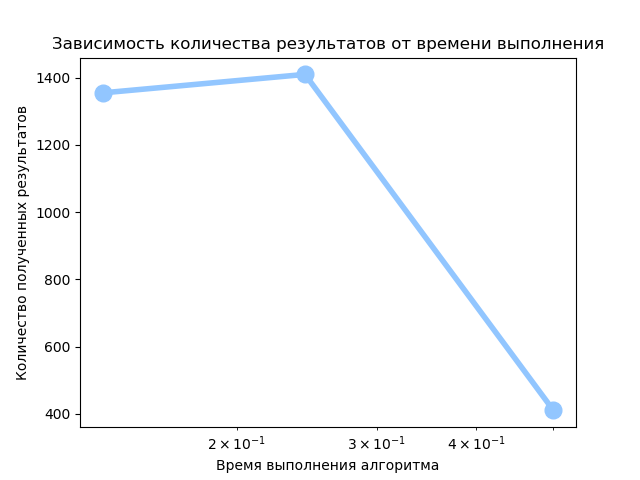 Зависимость количества результатов от времени выполнения
Количество полученных результатов
1400
1200
1000
800
600
400
2 × 10⁻¹
3 × 10⁻¹
4 × 10⁻¹
Время выполнения алгоритма